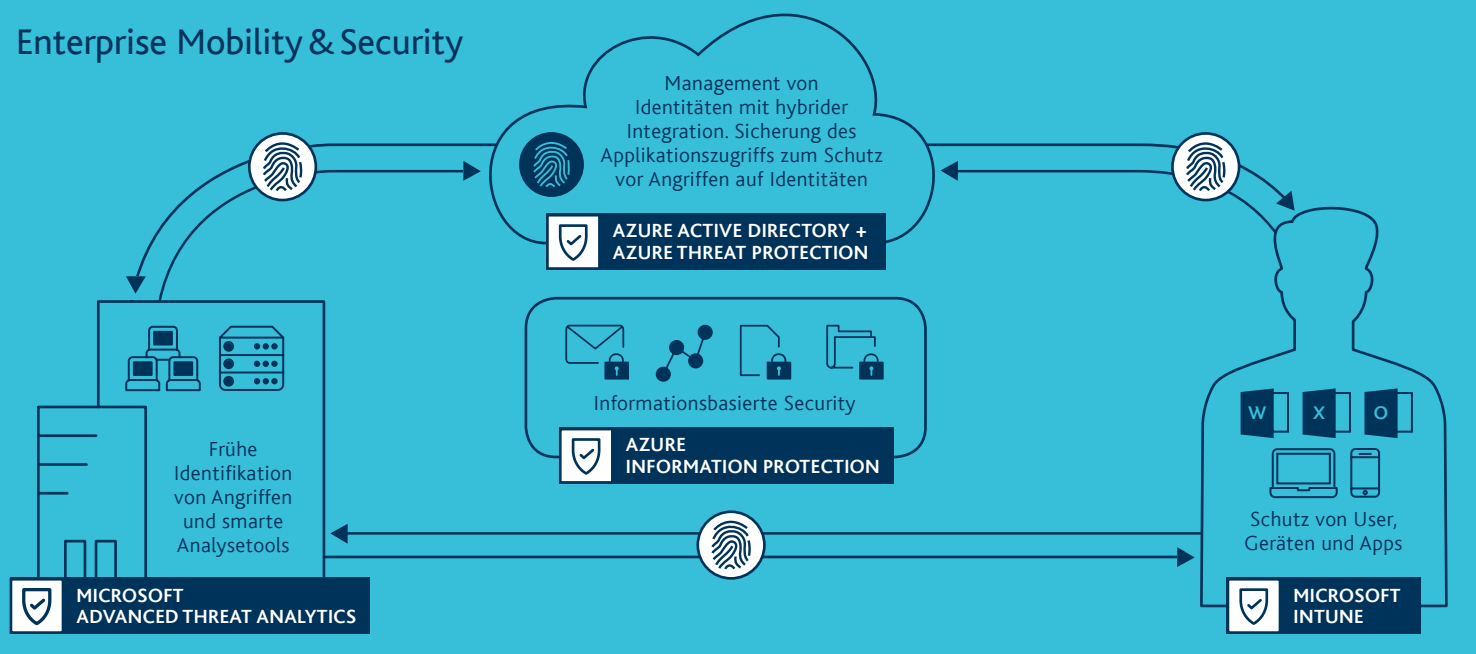 Enterprise Mobility & Security
Management von
Identitäten mit hybrider
Integration. Sicherung des
Applikationszugriffs zum Schutz
vor Angriffen auf Identitäten
AZURE ACTIVE DIRECTORY +
AZURE THREAT PROTECTION
Informationsbasierte Security
AZURE
INFORMATION PROTECTION
Frühe
Identifikation
von Angriffen
und smarte
Analysetools
MICROSOFT
ADVANCED THREAT ANALYTICS
W X O
Schutz von User,
Geräten und Apps
MICROSOFT
INTUNE